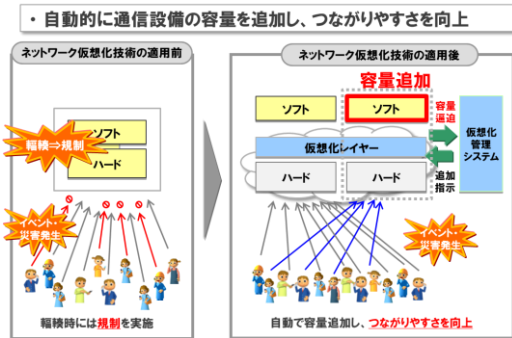 ・ 自動的に通信設備の容量を追加し、つながりやすさを向上
ネットワーク仮想化技術の適用前
ソフト
輻輳⇒規制
ハード
イベント・
災害発生
輻輳時には規制を実施
ネットワーク仮想化技術の適用後
容量追加
ソフト
ソフト
容量
逼迫
仮想化レイヤー
仮想化
管理
システム
ハード
ハード
追加
指示
イベント・
災害発生
自動で容量追加し、つながりやすさを向上